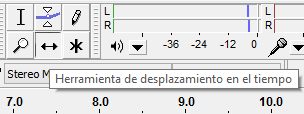 L
R
L
R
-36 -24 -12 0
Stereo M
Herramienta de desplazamiento en el tiempo
7.0 8.0 9.0 10.0